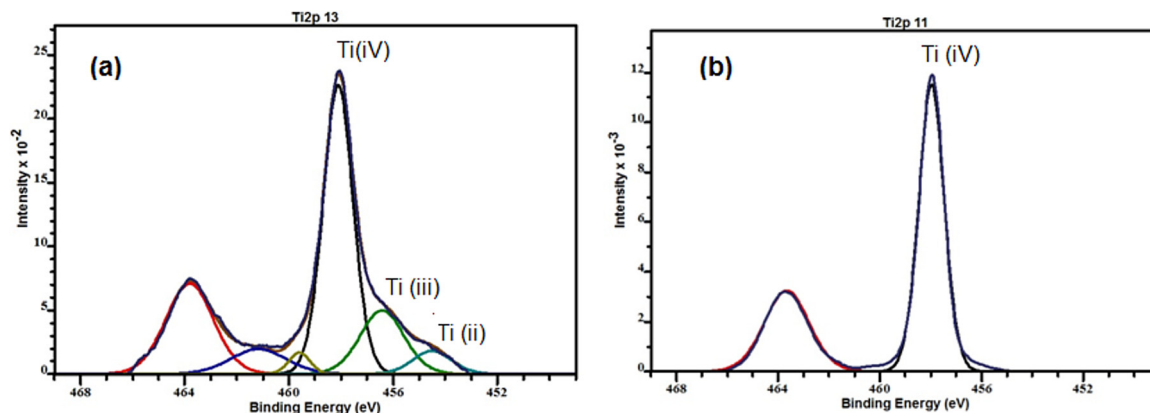 Ti2p 13
(a)
Ti(iV)
Ti (iii)
Ti (ii)
25
20
15
10
5
0
Intensity x 10-2
468 464 460 456 452
Binding Energy (eV)
Ti2p 11
(b)
Ti (iV)
12
10
8
6
4
2
0
Intensity x 10-3
468 464 460 456 452
Binding Energy (eV)